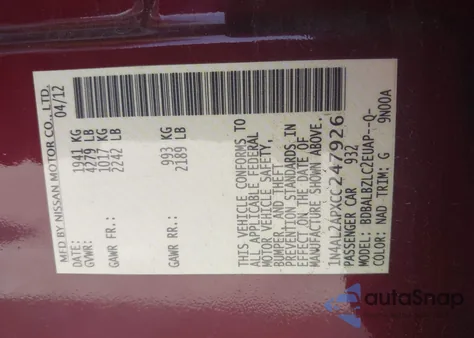 MFD BY NISSAN MOTOR CO., LTD.
DATE: 04/12
GVWR: 1941 KG
4279 LB
GAWR FR.: 1017 KG
2242 LB
GAWR RR.: 993 KG
2189 LB
THIS VEHICLE CONFORMS TO
ALL APPLICABLE FEDERAL
MOTOR VEHICLE SAFETY,
BUMPER AND THEFT
PREVENTION STANDARDS IN
EFFECT ON THE DATE OF
MANUFACTURE SHOWN ABOVE.
1N4AL2APXCC247926
PASSENGER CAR 932
MODEL: BDBALBZLC2EUAP--Q-
COLOR: NAD TRIM: G 9N00A
autoSnap